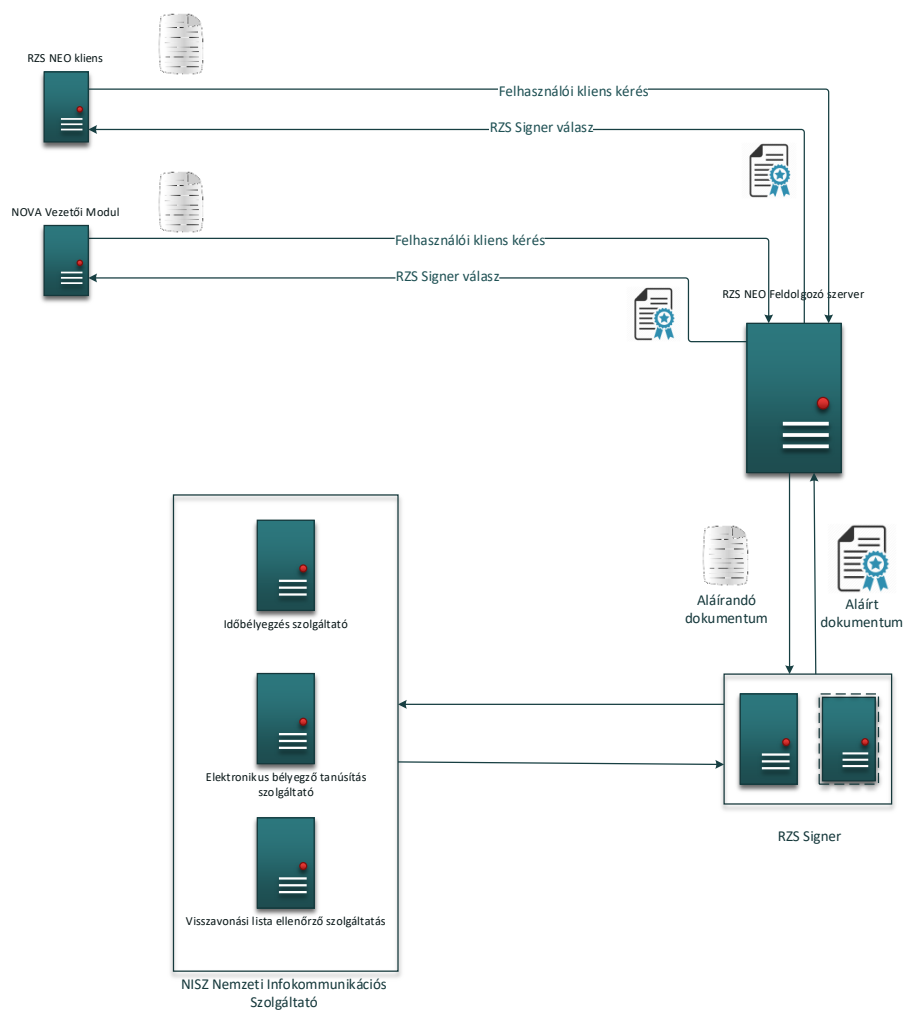 RZS NEO kliens
Felhasználói kliens kérés
RZS Signer válasz
NOVA Vezetői Modul
Felhasználói kliens kérés
RZS Signer válasz
RZS NEO Feldolgozó szerver
Aláírandó
dokumentum
Aláírt
dokumentum
Időbélyegzés szolgáltató
Elektronikus bélyegző tanúsítás
szolgáltató
Visszavonási lista ellenőrző szolgáltatás
RZS Signer
NISZ Nemzeti Infokommunikációs
Szolgáltató